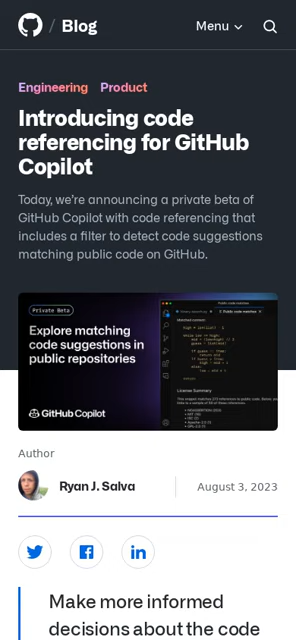 / Blog
Menu
Engineering Product
Introducing code
referencing for GitHub
Copilot
Today, we're announcing a private beta of
GitHub Copilot with code referencing that
includes a filter to detect code suggestions
matching public code on GitHub.
Private Beta
Explore matching
code suggestions in
public repositories
GitHub Copilot
License Summary
Author
Ryan J. Salva
August 3, 2023
Make more informed
decisions about the code